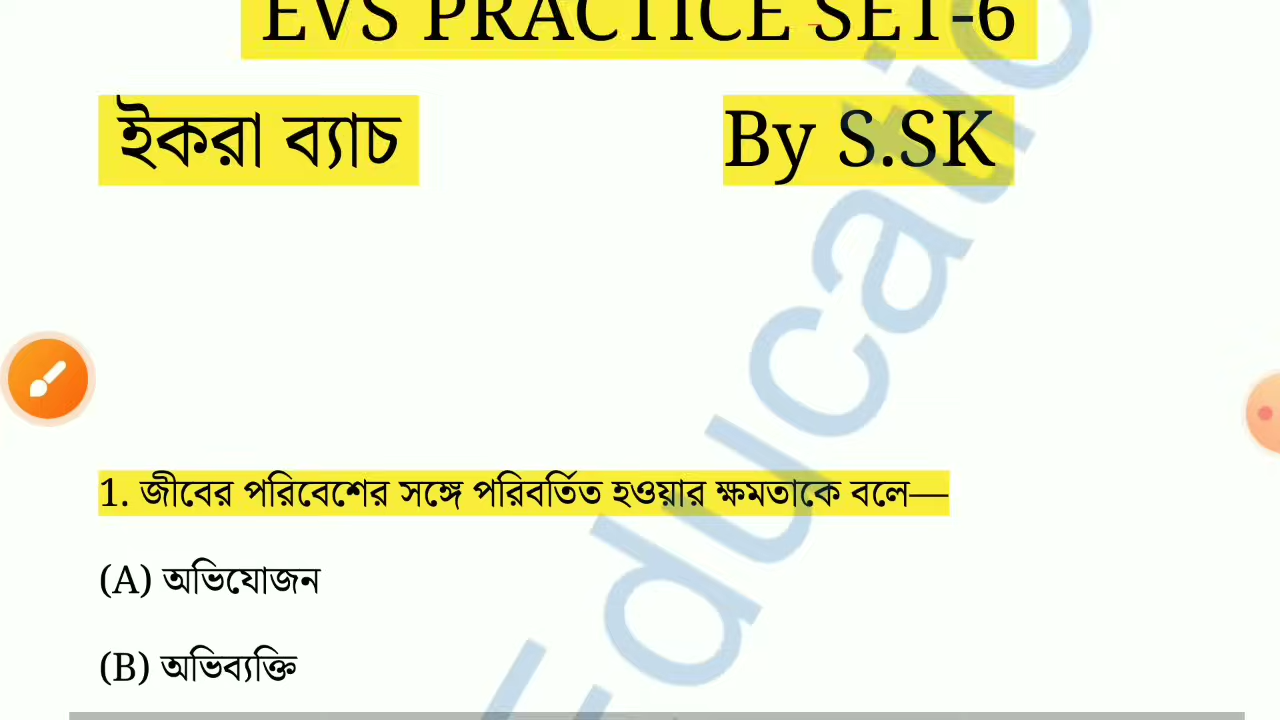 EVS PRACTICE SET-6
ইকরা ব্যাচ By S.SK
1. জীবের পরিবেশের সঙ্গে পরিবর্তিত হওয়ার ক্ষমতাকে বলে—
(A) অভিযোজন
(B) অভিব্যক্তি
Educatio